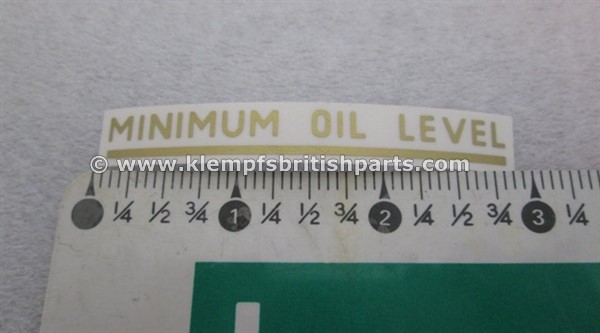 MINIMUM OIL LEVEL
© www.klempfsbritishparts.com
¼ ½ ¾ 1 ¼ ½ ¾ 2 ¼ ½ ¾ 3 ¼